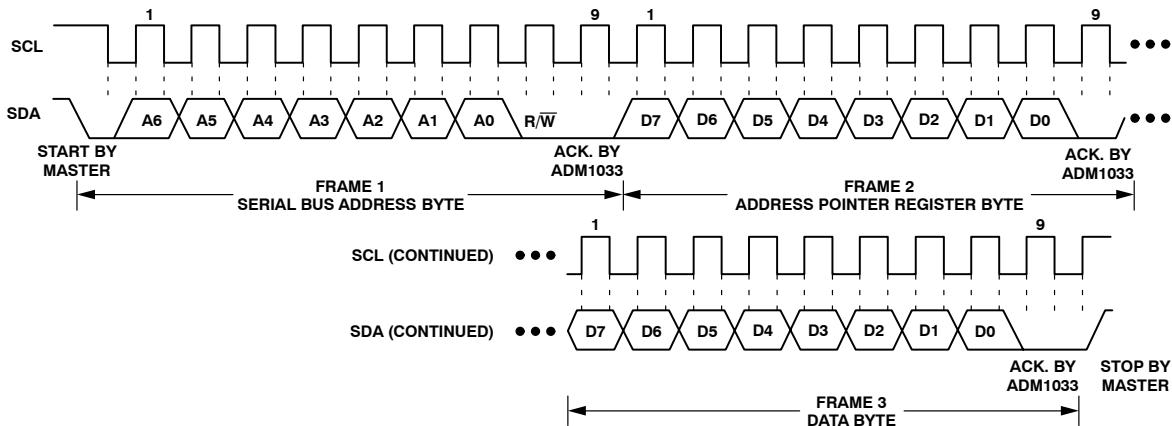 1 9 1 9
SCL
SDA A6 A5 A4 A3 A2 A1 A0 R/W̅ D7 D6 D5 D4 D3 D2 D1 D0
START BY
MASTER
ACK. BY
ADM1033
ACK. BY
ADM1033
FRAME 1
SERIAL BUS ADDRESS BYTE
FRAME 2
ADDRESS POINTER REGISTER BYTE
1 9
SCL (CONTINUED)
SDA (CONTINUED) D7 D6 D5 D4 D3 D2 D1 D0
ACK. BY
ADM1033
STOP BY
MASTER
FRAME 3
DATA BYTE